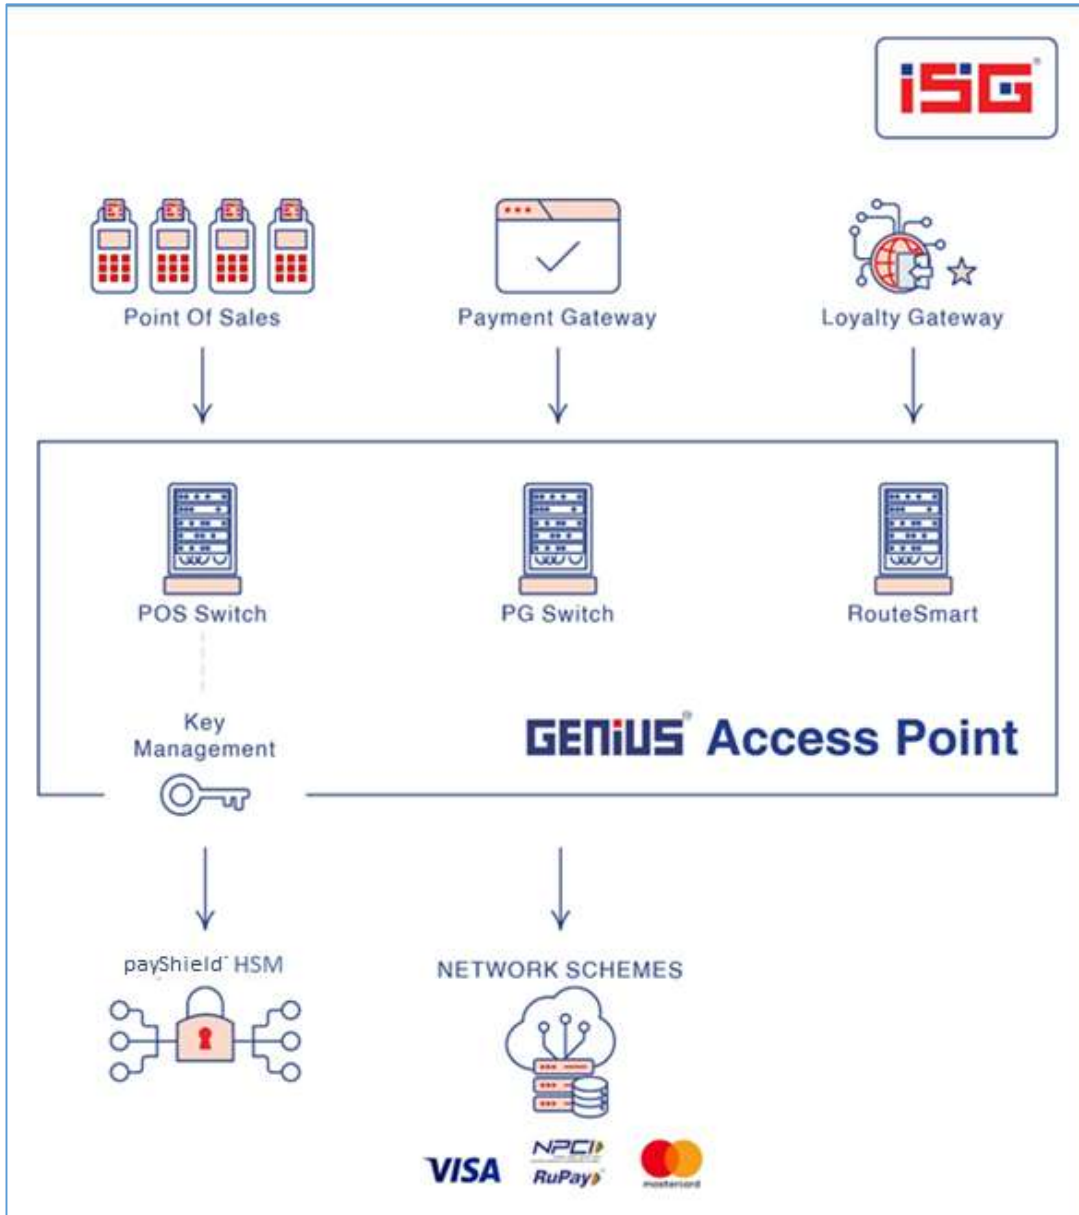 iSG®
Point Of Sales
Payment Gateway
Loyalty Gateway
POS Switch
PG Switch
RouteSmart
Key
Management
GENiUS® Access Point
payShield HSM
NETWORK SCHEMES
VISA
NPCI
RuPay
mastercard